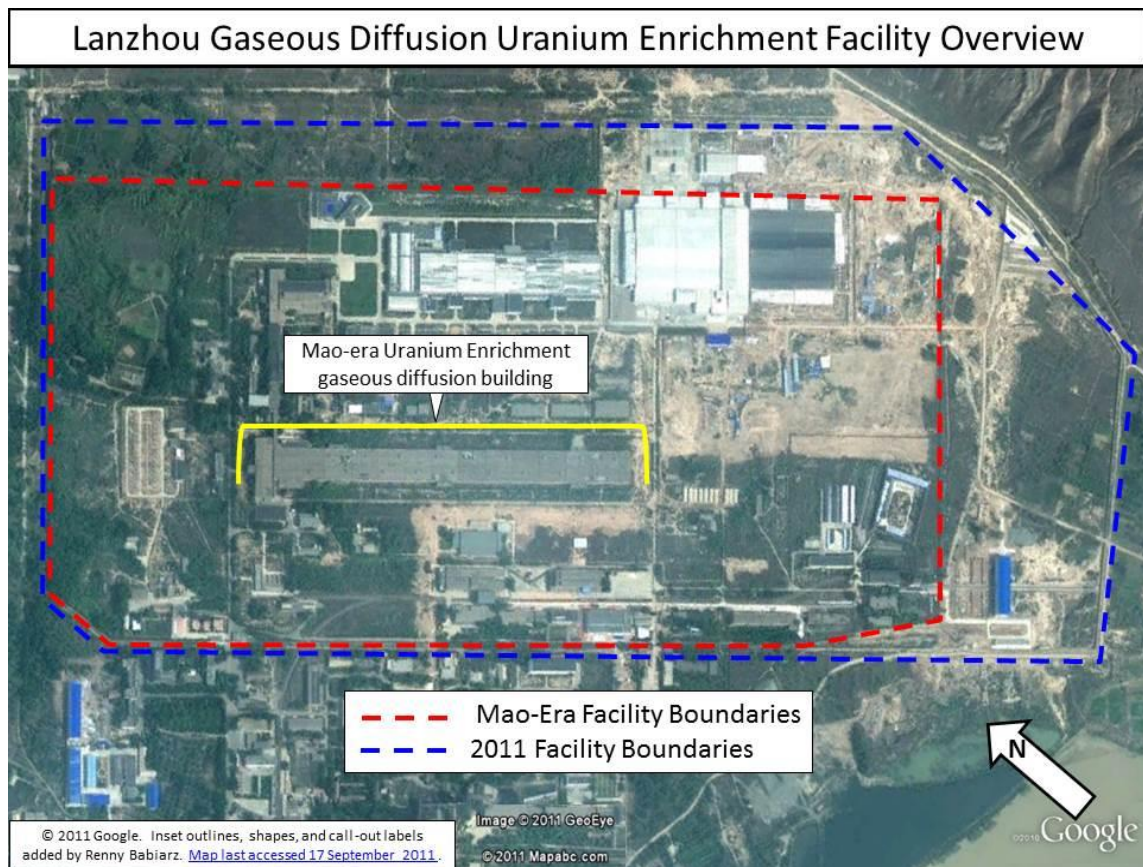 Lanzhou Gaseous Diffusion Uranium Enrichment Facility Overview
Mao-era Uranium Enrichment
gaseous diffusion building
Mao-Era Facility Boundaries
2011 Facility Boundaries
N
Image © 2011 GeoEye
© 2011 Mapabc.com
©2010 Google
© 2011 Google. Inset outlines, shapes, and call-out labels
added by Renny Babiarz. Map last accessed 17 September 2011.